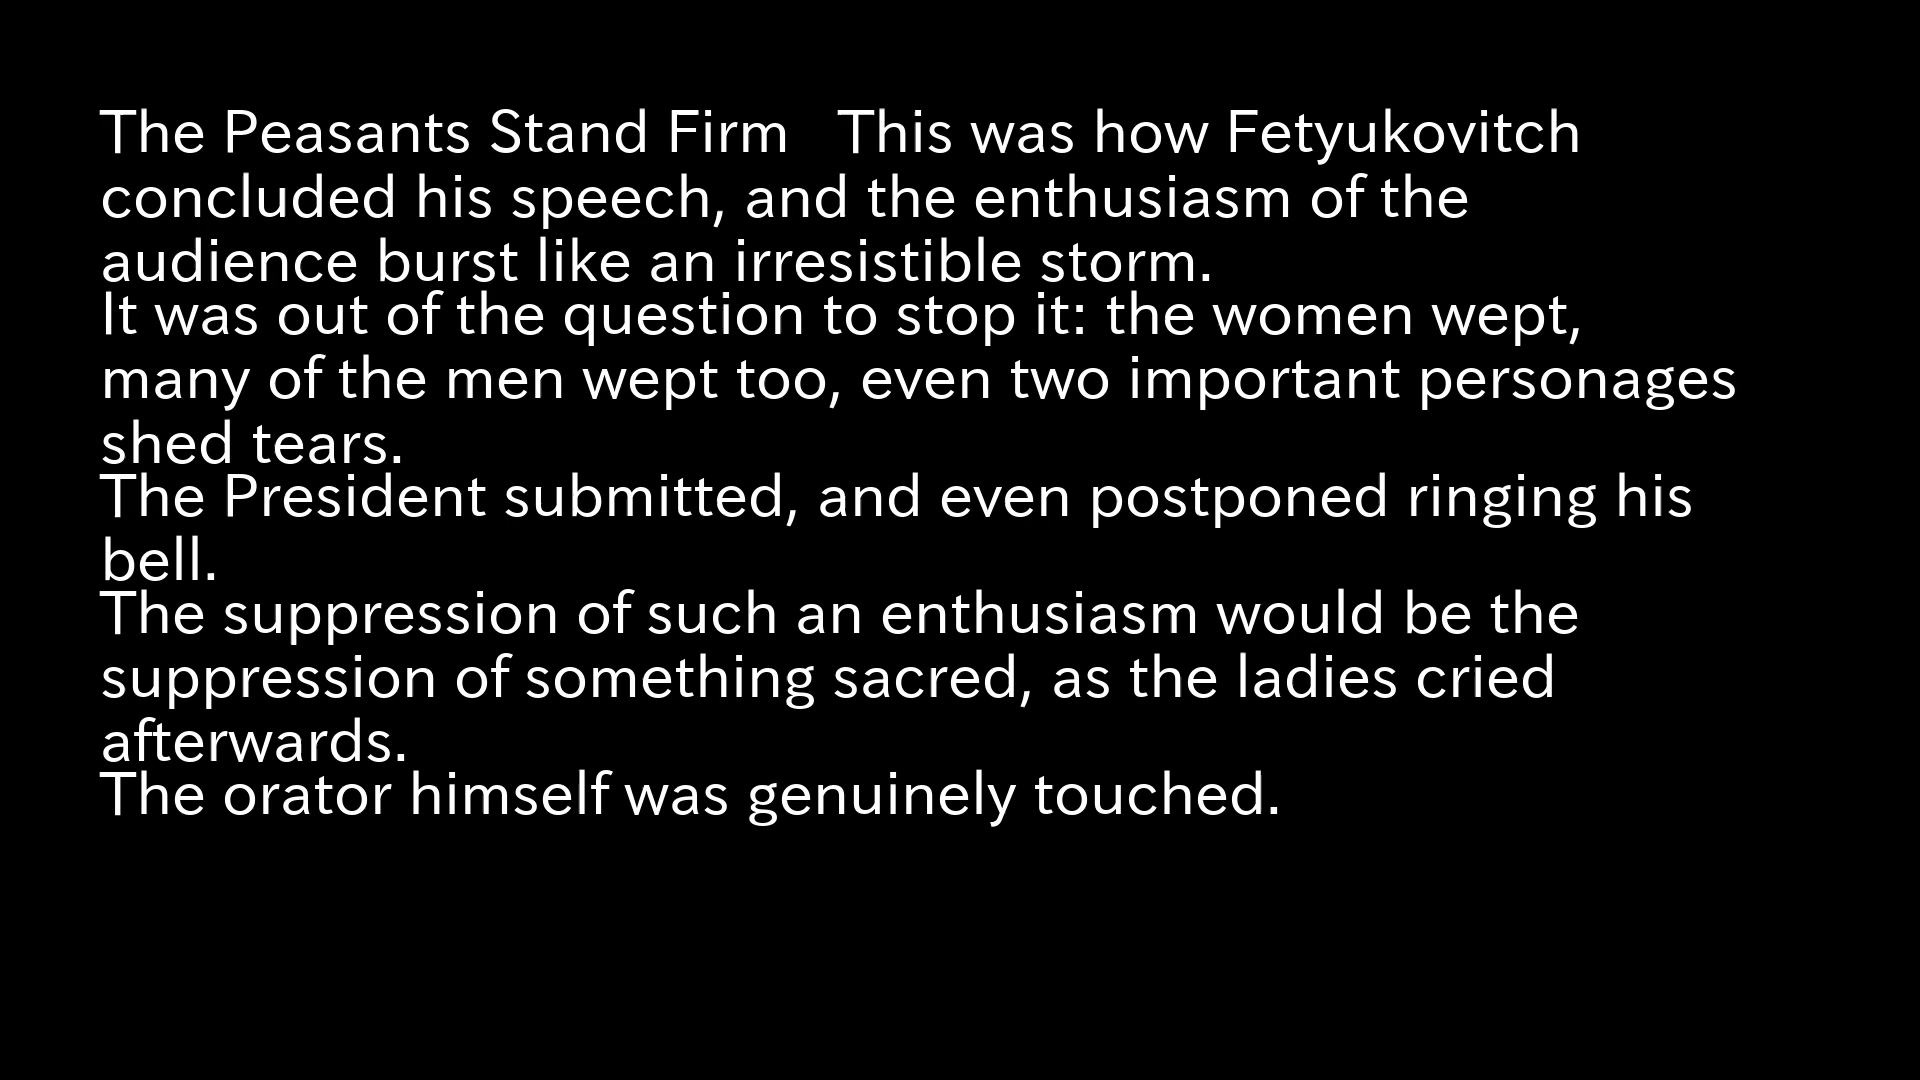 The Peasants Stand Firm   This was how Fetyukovitch
concluded his speech, and the enthusiasm of the
audience burst like an irresistible storm.
It was out of the question to stop it: the women wept,
many of the men wept too, even two important personages
shed tears.
The President submitted, and even postponed ringing his
bell.
The suppression of such an enthusiasm would be the
suppression of something sacred, as the ladies cried
afterwards.
The orator himself was genuinely touched.